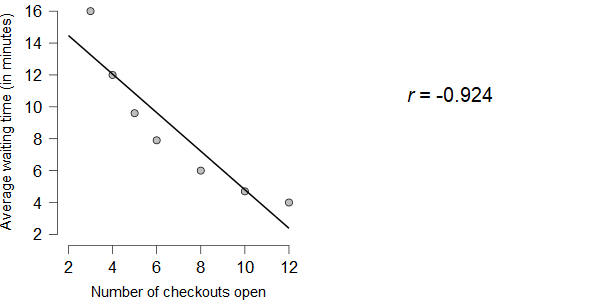 Average waiting time (in minutes)
16
14
12
10
8
6
4
2
2 4 6 8 10 12
Number of checkouts open
r = -0.924